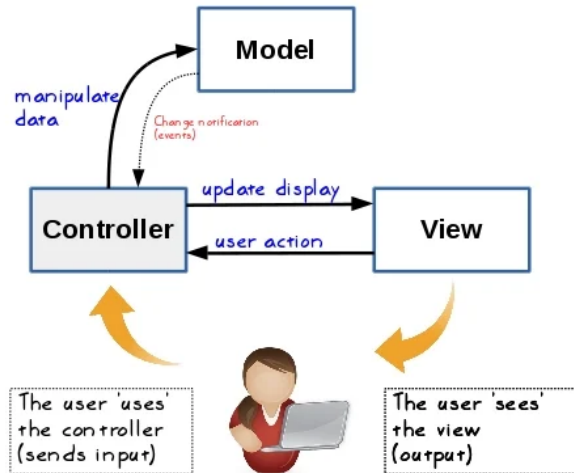 Model
manipulate
data
Change notification
(events)
update display
Controller
View
user action
The user 'uses'
the controller
(sends input)
The user 'sees'
the view
(output)